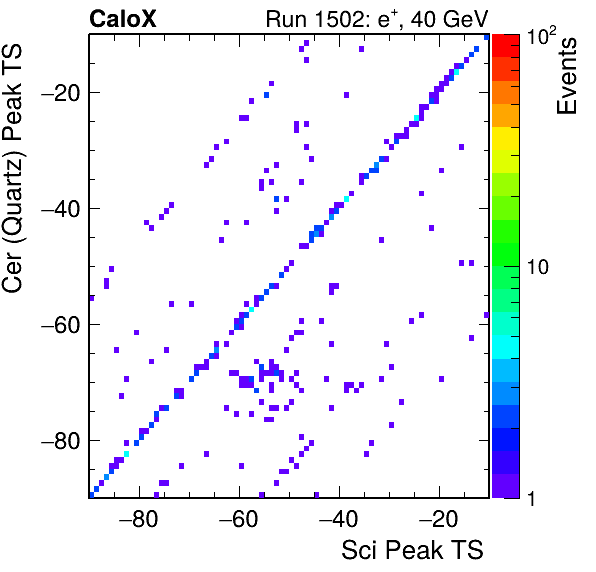 CaloX Run 1502: e⁺, 40 GeV
Cer (Quartz) Peak TS
−20
−40
−60
−80
−80 −60 −40 −20
Sci Peak TS
10²
10
1
Events